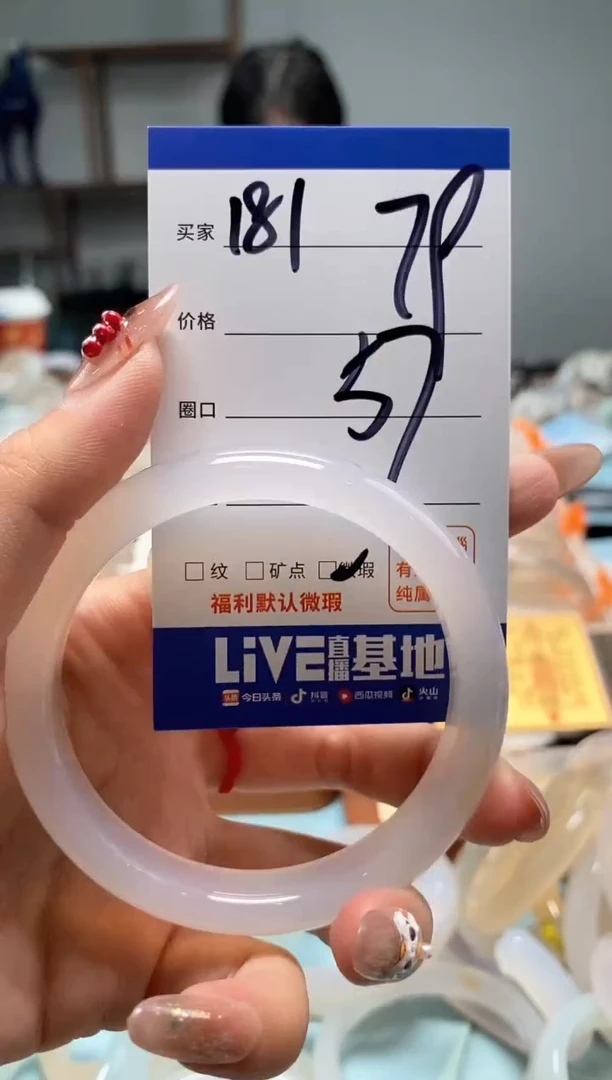 买家 181 79
价格
圈口 57
纹 矿点 微瑕
福利默认微瑕
有
纯属
LiVE直播基地
今日头条 抖音 西瓜视频 火山